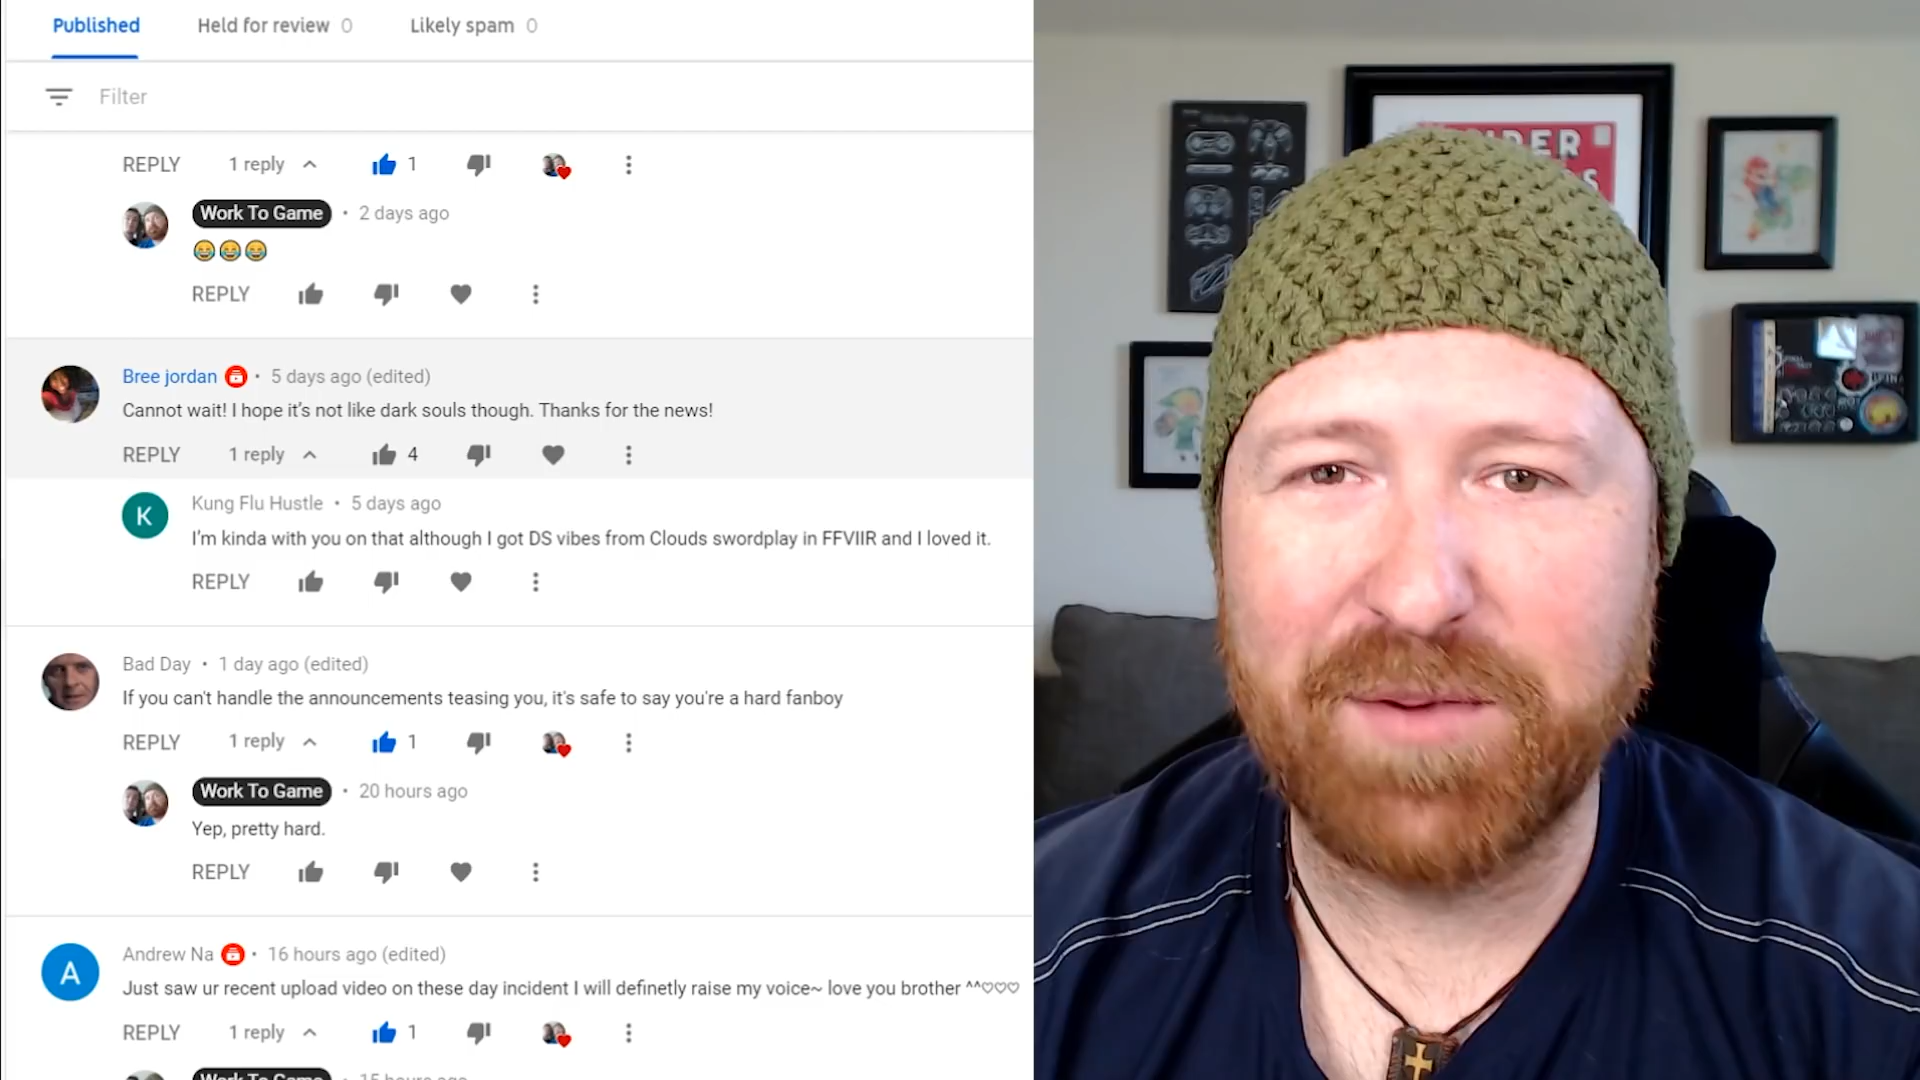 Published Held for review 0 Likely spam 0
Filter
REPLY 1 reply 1
Work To Game • 2 days ago
😂😂😂
REPLY
Bree jordan • 5 days ago (edited)
Cannot wait! I hope it's not like dark souls though. Thanks for the news!
REPLY 1 reply 4
K
Kung Flu Hustle • 5 days ago
I'm kinda with you on that although I got DS vibes from Clouds swordplay in FFVIIR and I loved it.
REPLY
Bad Day • 1 day ago (edited)
If you can't handle the announcements teasing you, it's safe to say you're a hard fanboy
REPLY 1 reply 1
Work To Game • 20 hours ago
Yep, pretty hard.
REPLY
A
Andrew Na • 16 hours ago (edited)
Just saw ur recent upload video on these day incident I will definetly raise my voice~ love you brother ^^♡♡♡
REPLY 1 reply 1
Work To Game • 15 hours ago